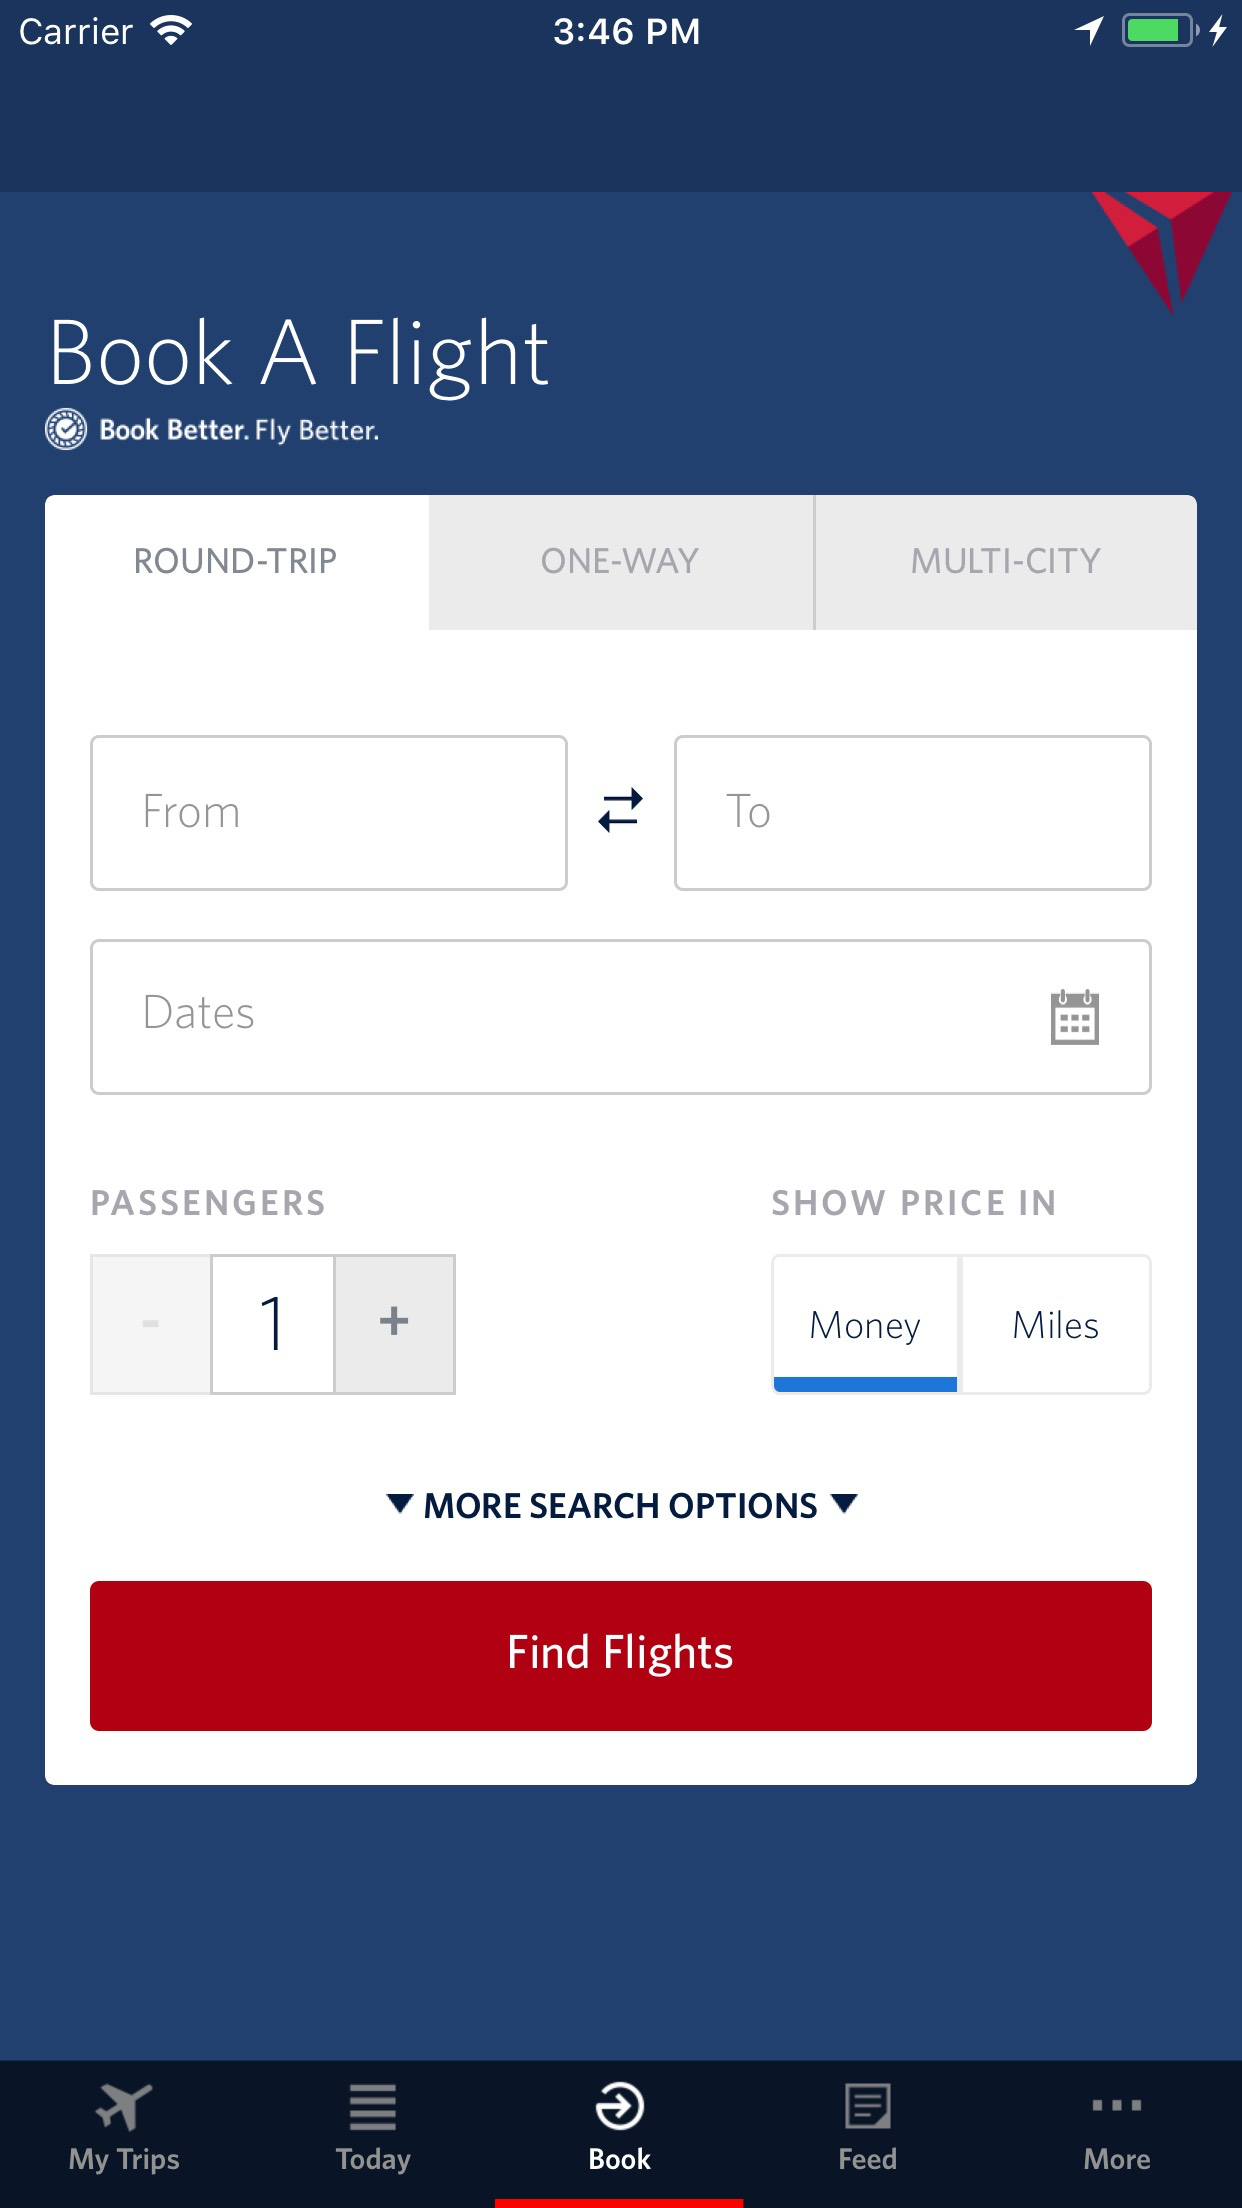 Carrier 3:46 PM
Book A Flight
Book Better. Fly Better.
ROUND-TRIP ONE-WAY MULTI-CITY
From To
Dates
PASSENGERS SHOW PRICE IN
- 1 + Money Miles
MORE SEARCH OPTIONS
Find Flights
My Trips Today Book Feed More